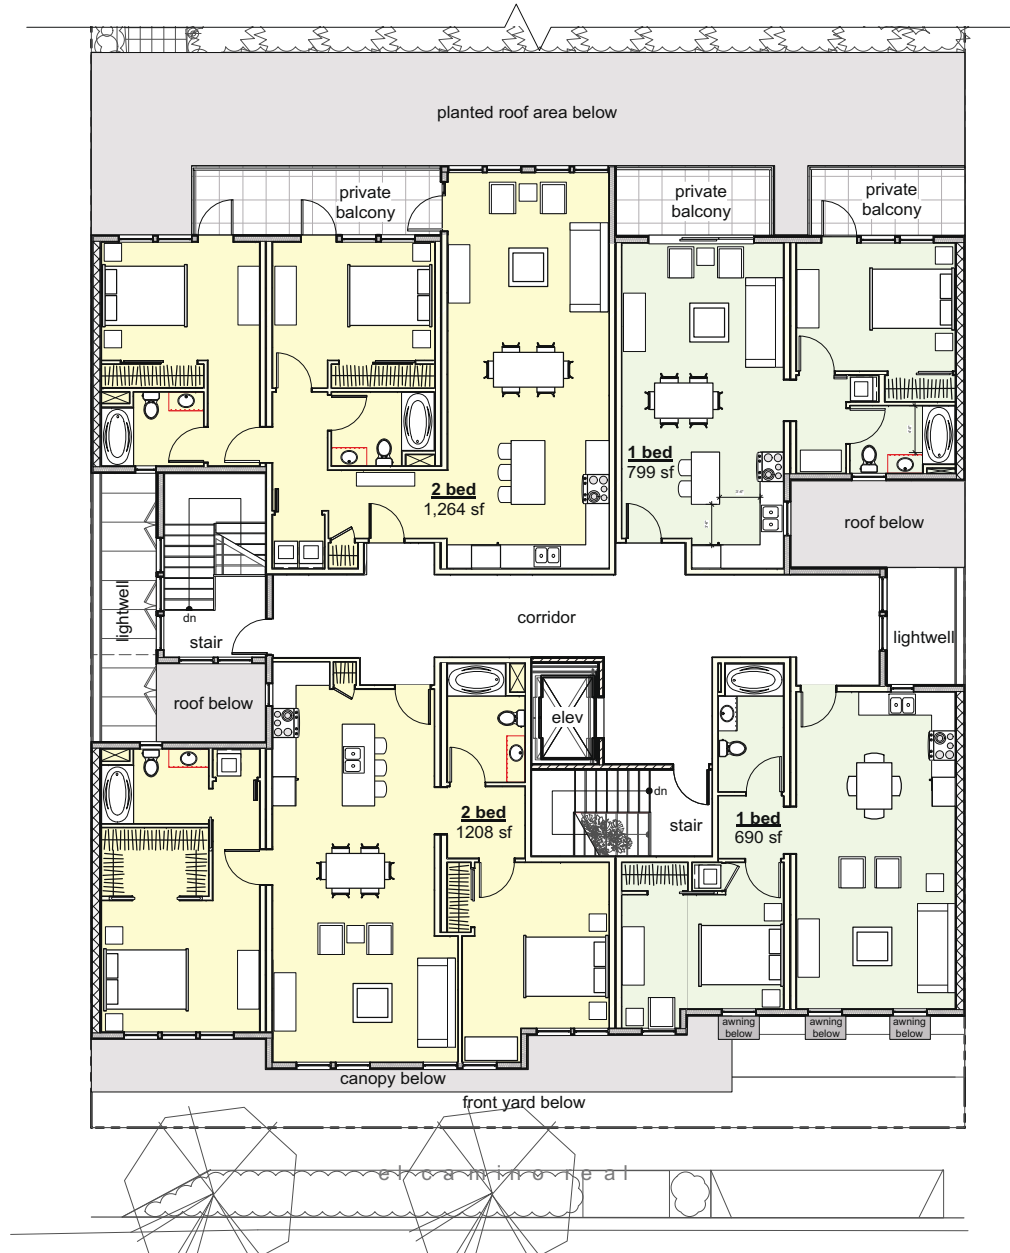 planted roof area below
private
balcony
private
balcony
private
balcony
2 bed
1,264 sf
1 bed
799 sf
roof below
lightwell
dn
stair
corridor
lightwell
roof below
elev
dn
stair
2 bed
1208 sf
1 bed
690 sf
awning
below
awning
below
awning
below
canopy below
front yard below
el camino real